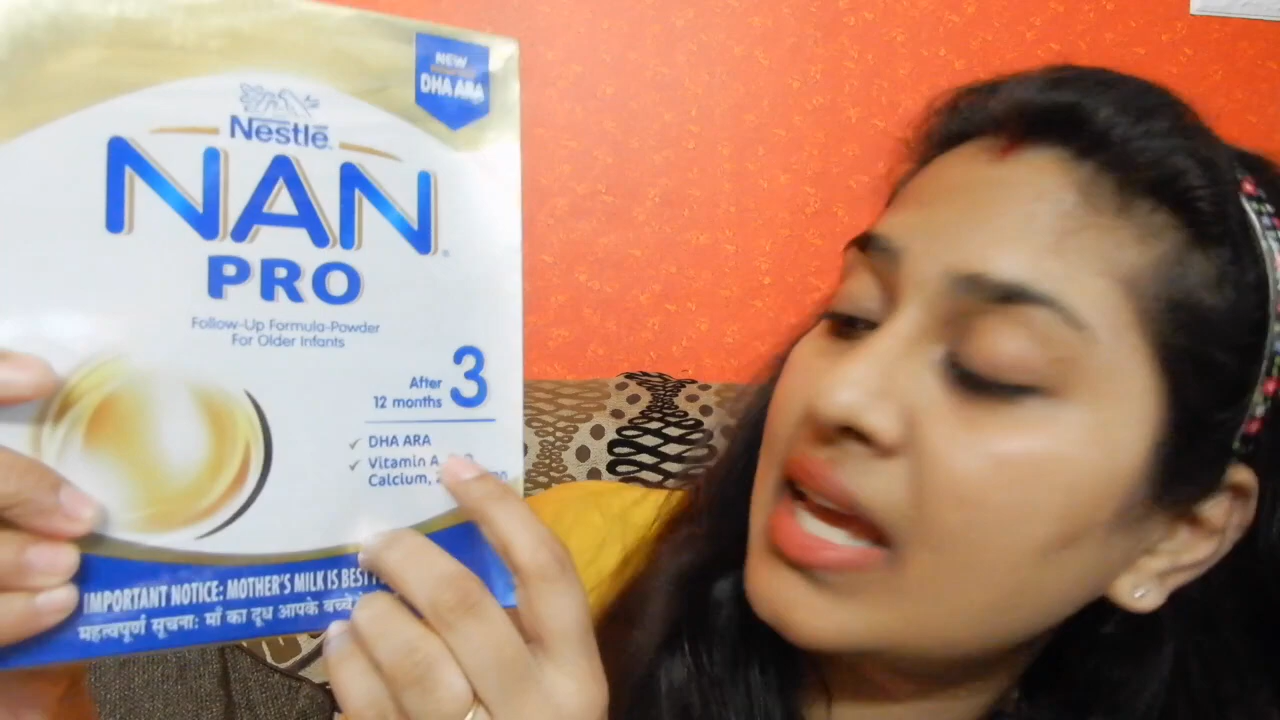 NEW
DHA ARA
Nestlé
NAN
PRO
Follow-Up Formula-Powder
For Older Infants
After
12 months
3
DHA ARA
Vitamin A,
Calcium,
IMPORTANT NOTICE: MOTHER'S MILK IS BEST
महत्वपूर्ण सूचना: माँ का दूध आपके बच्चे